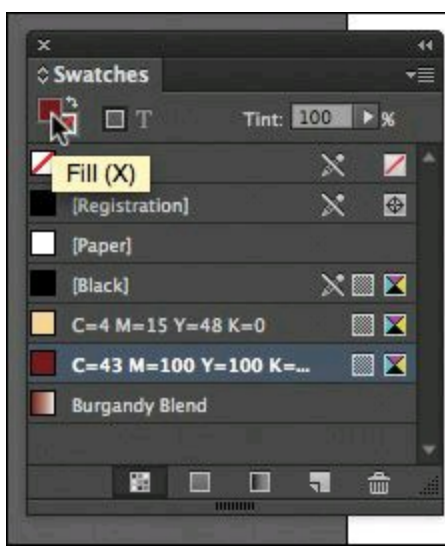 Swatches
T Tint: 100 %
Fill (X)
[Registration]
[Paper]
[Black]
C=4 M=15 Y=48 K=0
C=43 M=100 Y=100 K=...
Burgandy Blend